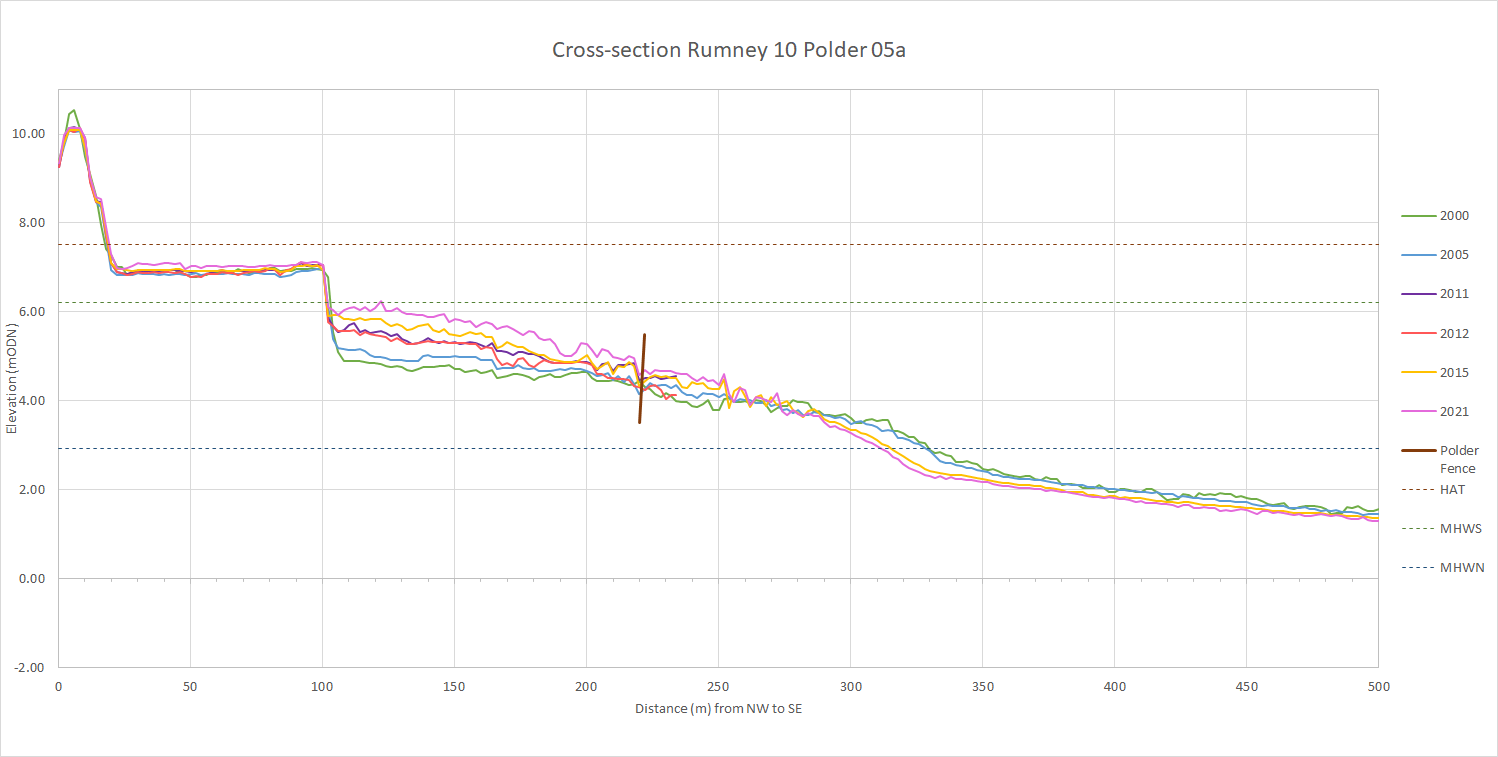 Cross-section Rumney 10 Polder 05a
10.00
8.00
6.00
4.00
2.00
0.00
-2.00
Elevation (mODN)
0 50 100 150 200 250 300 350 400 450 500
Distance (m) from NW to SE
2000
2005
2011
2012
2015
2021
Polder
Fence
HAT
MHWS
MHWN